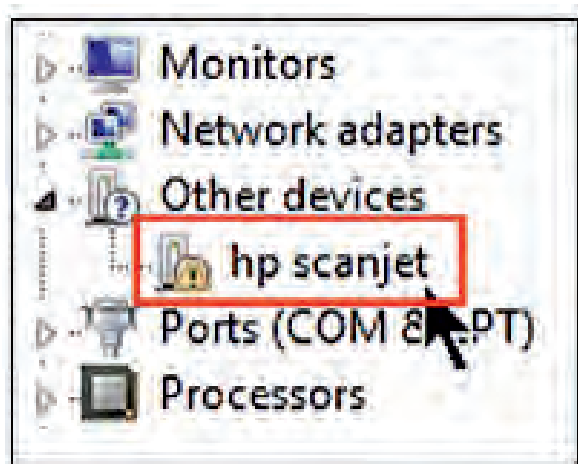 Monitors
Network adapters
Other devices
hp scanjet
Ports (COM & LPT)
Processors